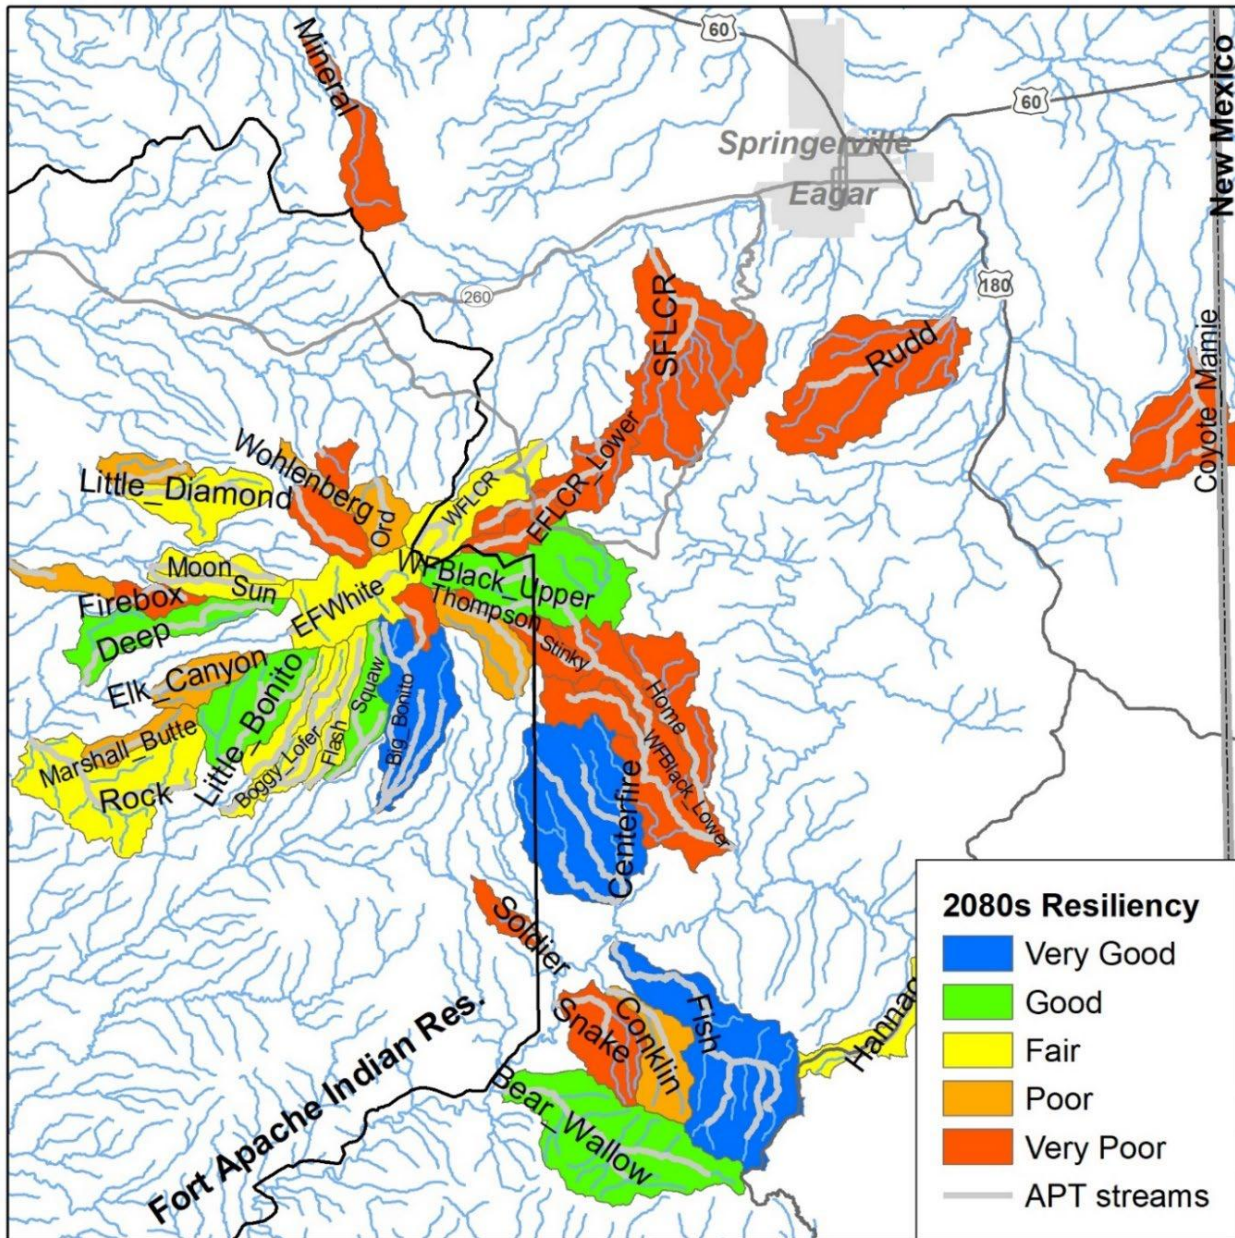 Mineral
60
60
New Mexico
Springerville
Eagar
180
260
SFLCR
Rudd
Coyote_Mamie
Wohlenberg
Little_Diamond
Ord
WFLCR
EFLCR_Lower
Moon
Sun
WFBlack_Upper
Firebox
EFWhite
Thompson
Deep
Stinky
Elk_Canyon
Little_Bonito
Squaw
Big_Bonito
Home
Marshall_Butte
Boggy_Lofer
Flash
WFBlack_Lower
Rock
Centerfire
Soldier
Snake
Conklin
Fish
Hannag
Bear_Wallow
Fort Apache Indian Res.
2080s Resiliency
Very Good
Good
Fair
Poor
Very Poor
APT streams